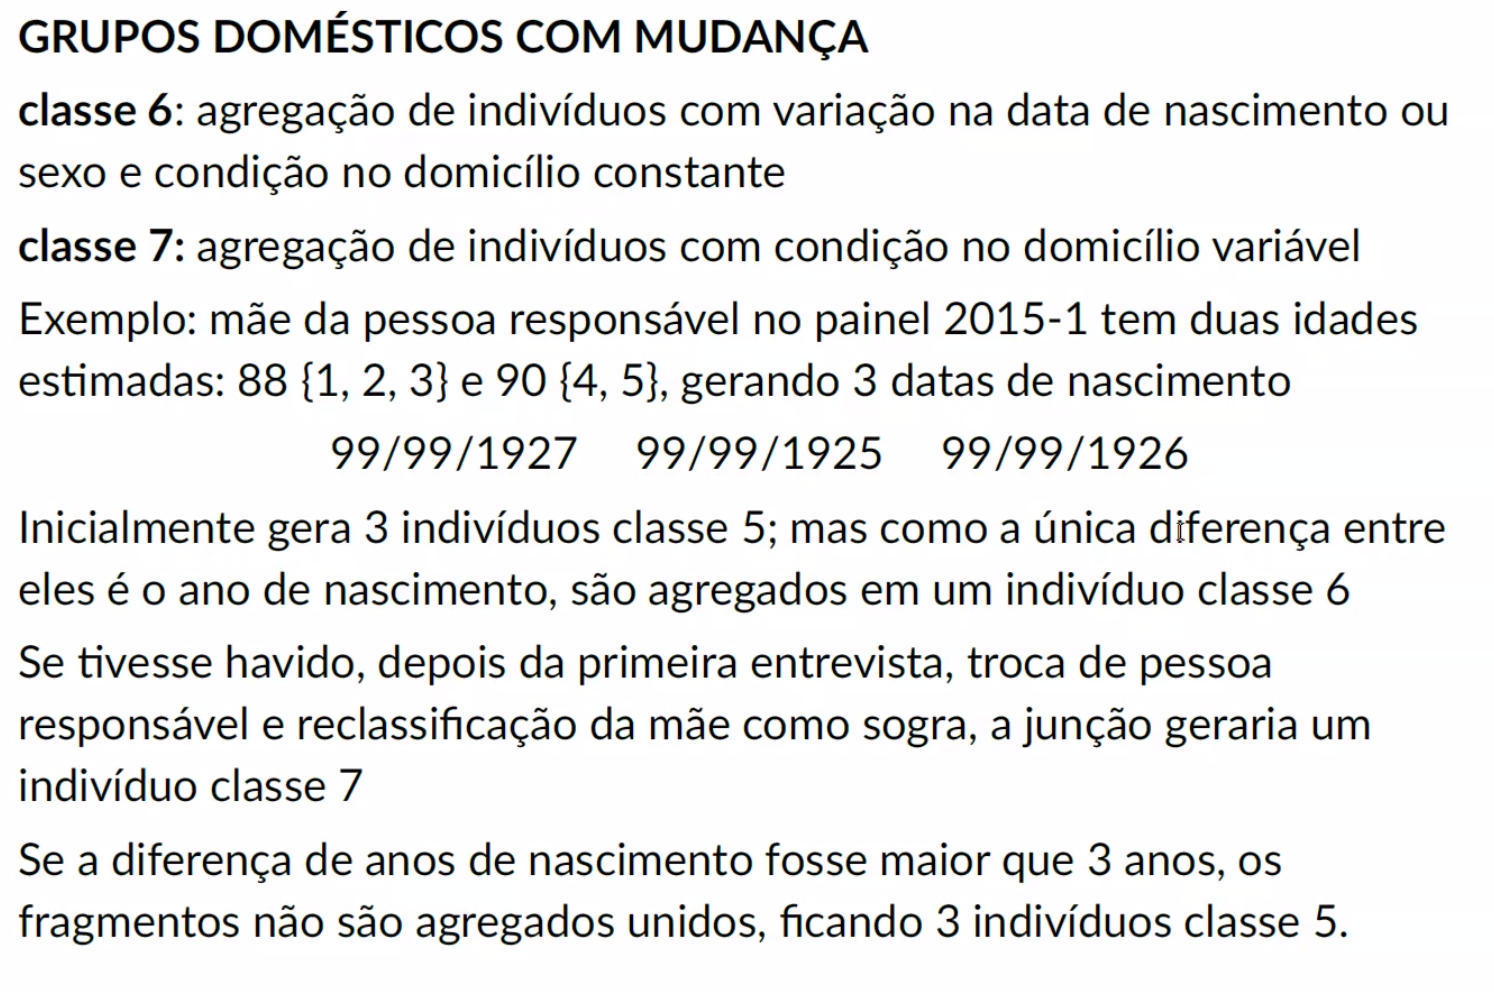 GRUPOS DOMÉSTICOS COM MUDANÇA
classe 6: agregação de indivíduos com variação na data de nascimento ou
sexo e condição no domicílio constante
classe 7: agregação de indivíduos com condição no domicílio variável
Exemplo: mãe da pessoa responsável no painel 2015-1 tem duas idades
estimadas: 88 {1, 2, 3} e 90 {4, 5}, gerando 3 datas de nascimento
99/99/1927 99/99/1925 99/99/1926
Inicialmente gera 3 indivíduos classe 5; mas como a única diferença entre
eles é o ano de nascimento, são agregados em um indivíduo classe 6
Se tivesse havido, depois da primeira entrevista, troca de pessoa
responsável e reclassificação da mãe como sogra, a junção geraria um
indivíduo classe 7
Se a diferença de anos de nascimento fosse maior que 3 anos, os
fragmentos não são agregados unidos, ficando 3 indivíduos classe 5.